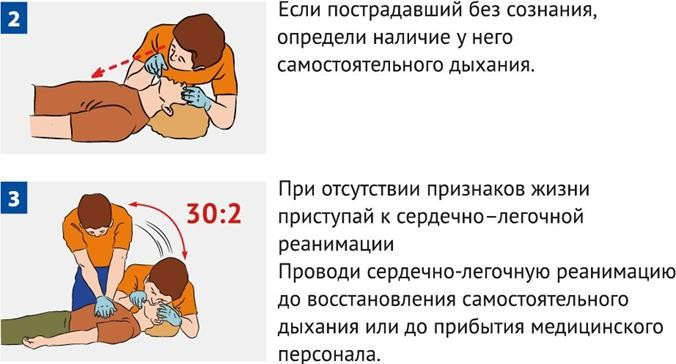 2
Если пострадавший без сознания,
определи наличие у него
самостоятельного дыхания.
3
30:2
При отсутствии признаков жизни
приступай к сердечно–легочной
реанимации
Проводи сердечно-легочную реанимацию
до восстановления самостоятельного
дыхания или до прибытия медицинского
персонала.